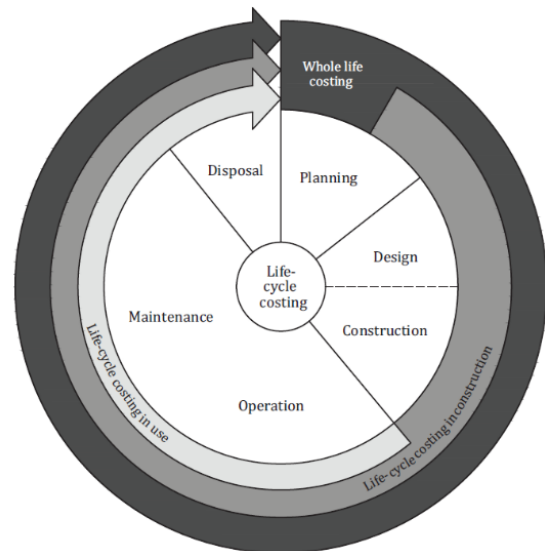 Whole life
costing
Disposal
Planning
Design
Life-
cycle
costing
Construction
Maintenance
Operation
Life-cycle costing in use
Life-cycle costing in construction